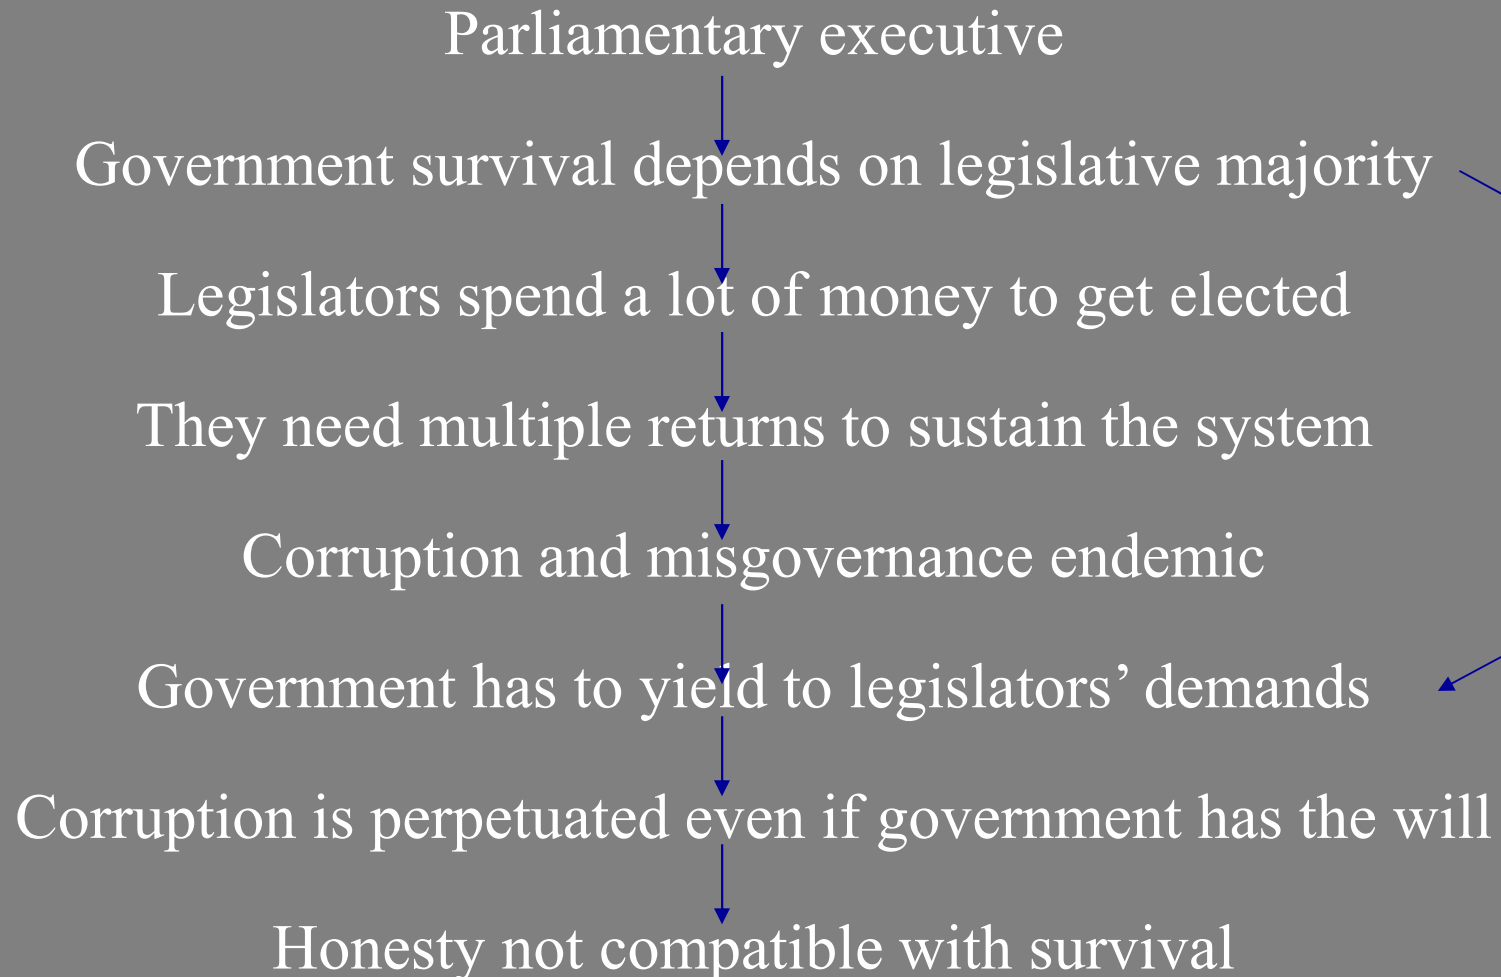 Parliamentary executive
Government survival depends on legislative majority
Legislators spend a lot of money to get elected
They need multiple returns to sustain the system
Corruption and misgovernance endemic
Government has to yield to legislators’ demands
Corruption is perpetuated even if government has the will
Honesty not compatible with survival